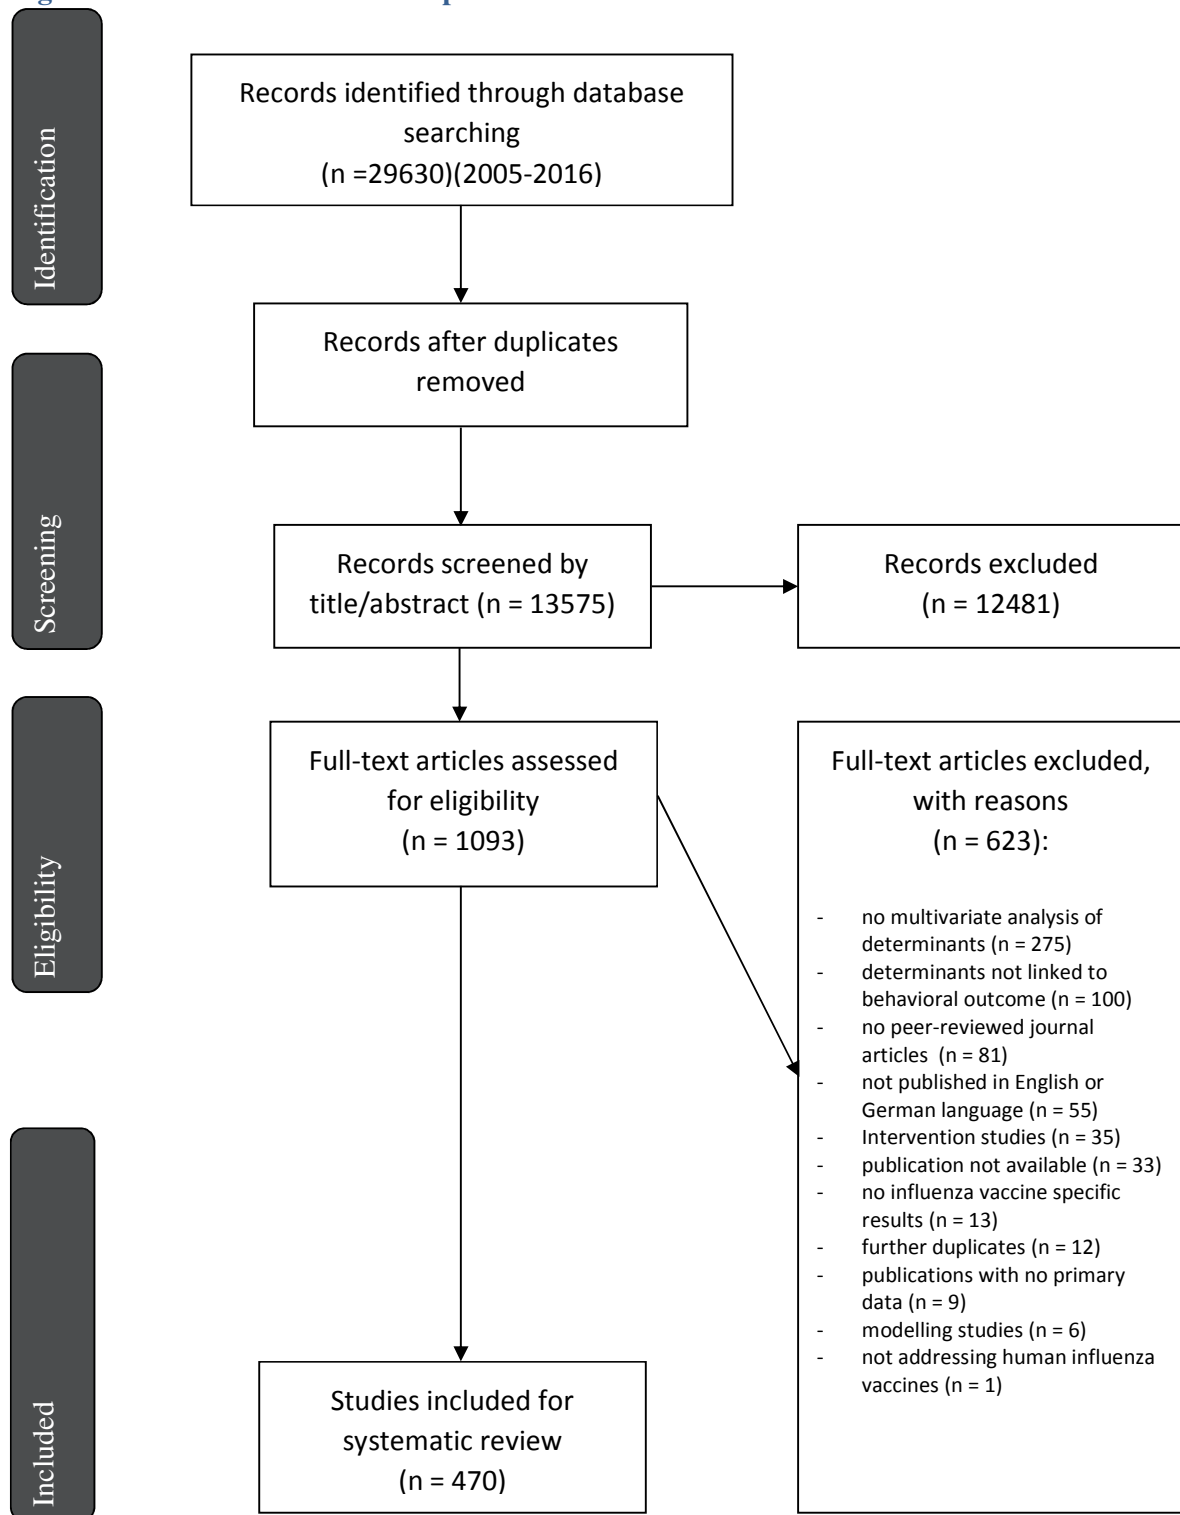 Identification
Records identified through database
searching
(n =29630)(2005-2016)
Records after duplicates
removed
Screening
Records screened by
title/abstract (n = 13575)
Records excluded
(n = 12481)
Eligibility
Full-text articles assessed
for eligibility
(n = 1093)
Full-text articles excluded,
with reasons
(n = 623):
- no multivariate analysis of
determinants (n = 275)
- determinants not linked to
behavioral outcome (n = 100)
- no peer-reviewed journal
articles (n = 81)
- not published in English or
German language (n = 55)
- Intervention studies (n = 35)
- publication not available (n = 33)
- no influenza vaccine specific
results (n = 13)
- further duplicates (n = 12)
- publications with no primary
data (n = 9)
- modelling studies (n = 6)
- not addressing human influenza
vaccines (n = 1)
Included
Studies included for
systematic review
(n = 470)